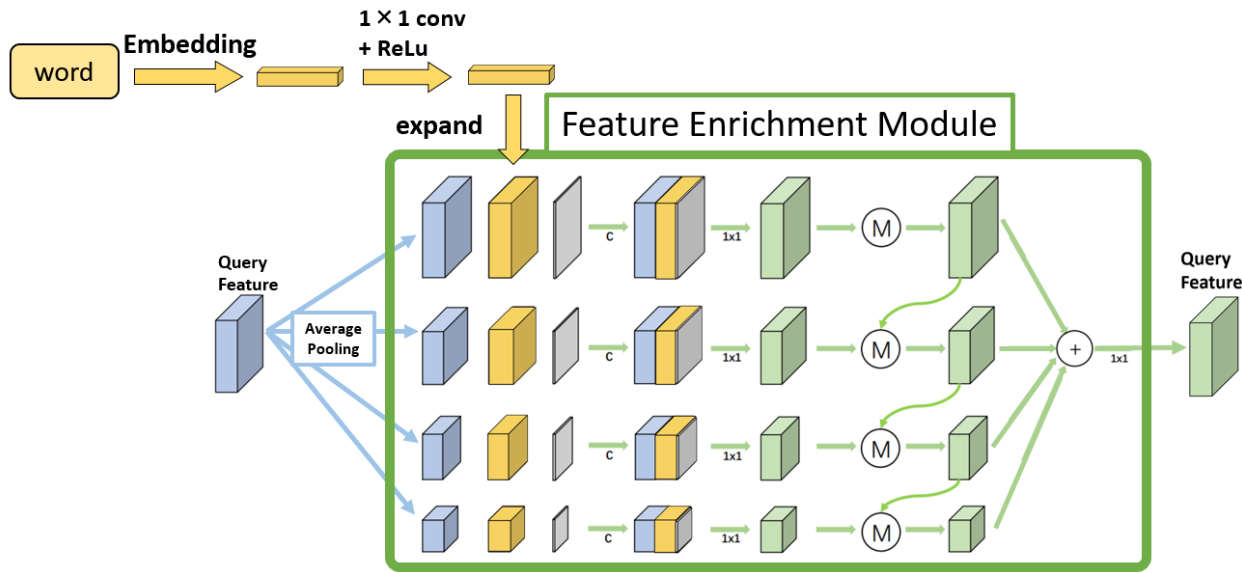 1 × 1 conv
+ ReLu
Embedding
word
expand
Feature Enrichment Module
Query
Feature
Average
Pooling
C
1x1
M
C
1x1
M
C
1x1
M
C
1x1
M
+
1x1
Query
Feature